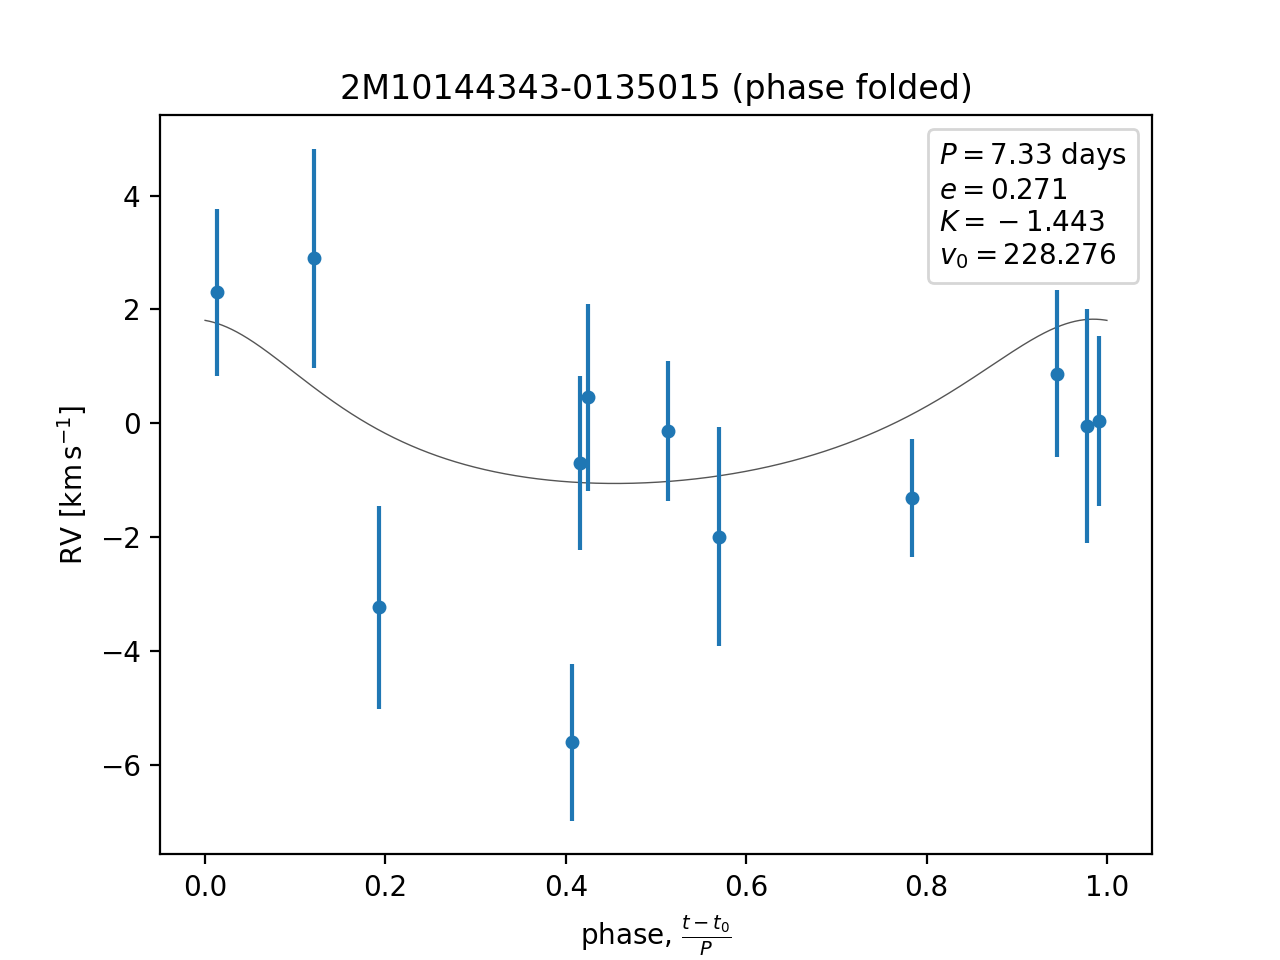 2M10144343-0135015 (phase folded)
P = 7.33 days
e = 0.271
K = −1.443
v₀ = 228.276
4
2
0
−2
−4
−6
RV [km s⁻¹]
0.0 0.2 0.4 0.6 0.8 1.0
phase, (t − t₀)/P